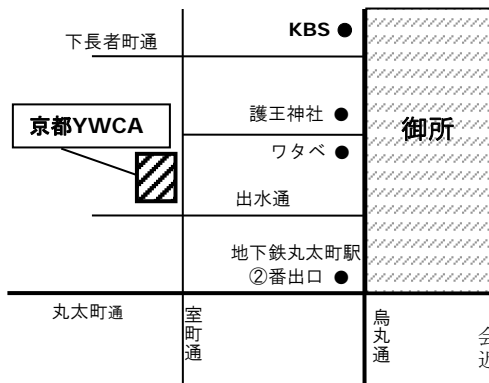 KBS
下長者町通
護王神社
京都YWCA
御所
ワタベ
出水通
地下鉄丸太町駅
②番出口
丸太町通
室町通
烏丸通
会
近